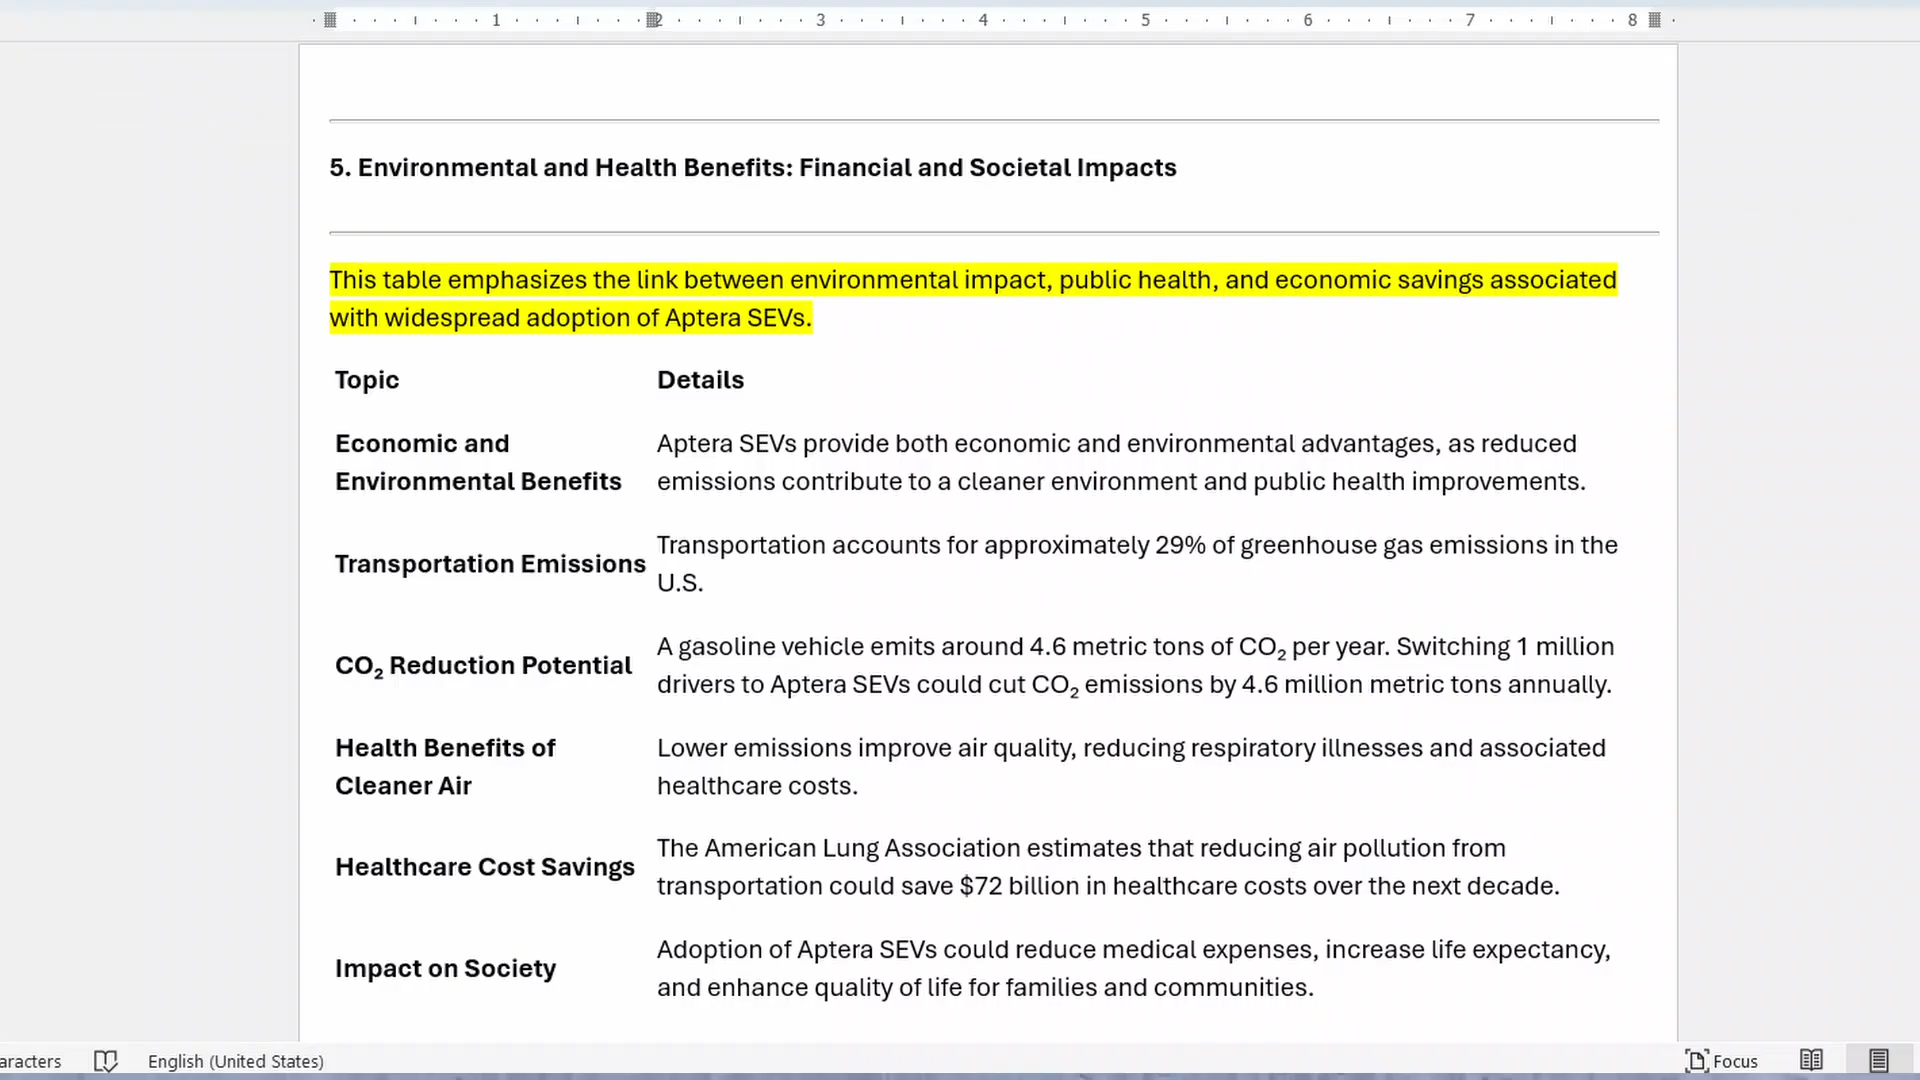 1 2 3 4 5 6 7 8
5. Environmental and Health Benefits: Financial and Societal Impacts
This table emphasizes the link between environmental impact, public health, and economic savings associated
with widespread adoption of Aptera SEVs.
Topic Details
Economic and
Environmental Benefits
Aptera SEVs provide both economic and environmental advantages, as reduced
emissions contribute to a cleaner environment and public health improvements.
Transportation Emissions
Transportation accounts for approximately 29% of greenhouse gas emissions in the
U.S.
CO₂ Reduction Potential
A gasoline vehicle emits around 4.6 metric tons of CO₂ per year. Switching 1 million
drivers to Aptera SEVs could cut CO₂ emissions by 4.6 million metric tons annually.
Health Benefits of
Cleaner Air
Lower emissions improve air quality, reducing respiratory illnesses and associated
healthcare costs.
Healthcare Cost Savings
The American Lung Association estimates that reducing air pollution from
transportation could save $72 billion in healthcare costs over the next decade.
Impact on Society
Adoption of Aptera SEVs could reduce medical expenses, increase life expectancy,
and enhance quality of life for families and communities.
aracters English (United States) Focus